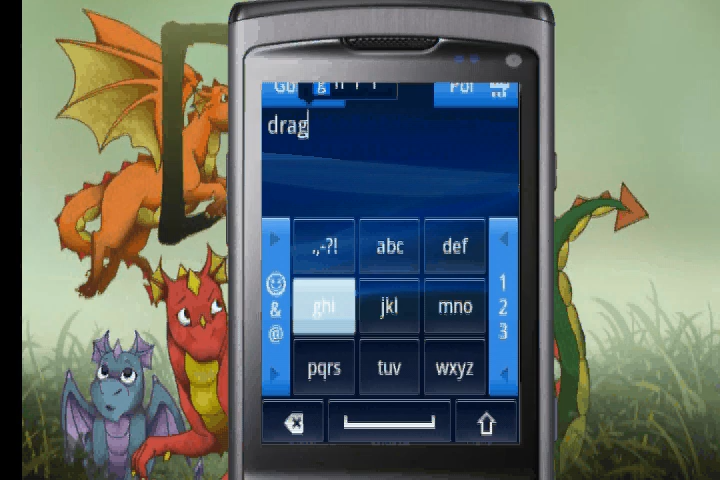 g h i
drag
.,-?! abc def
1
ghi jkl mno
& 2
@ 3
pqrs tuv wxyz